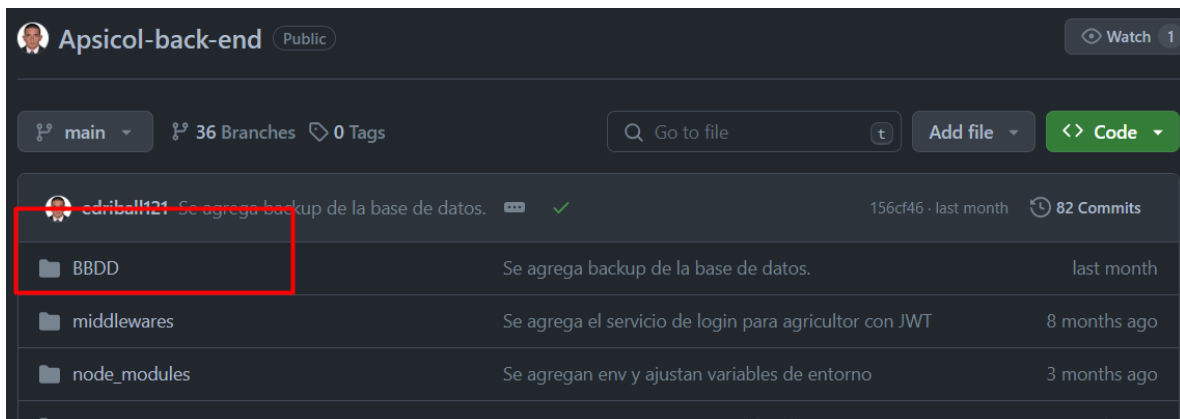 Apsicol-back-end Public Watch 1
main 36 Branches 0 Tags Go to file t Add file Code
edriball121 Se agrega backup de la base de datos. 156cf46 · last month 82 Commits
BBDD Se agrega backup de la base de datos. last month
middlewares Se agrega el servicio de login para agricultor con JWT 8 months ago
node_modules Se agregan env y ajustan variables de entorno 3 months ago